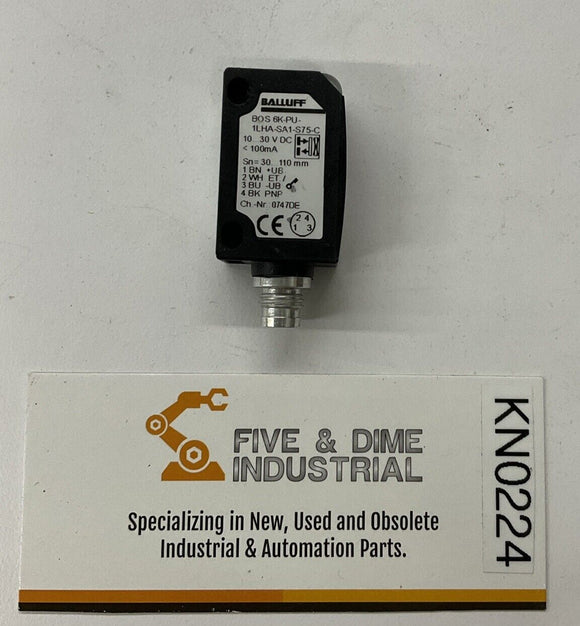 BALLUFF
BOS 6K-PU-
1LHA-SA1-S75-C
10...30 V DC
< 100mA
Sn= 30...110 mm
1 BN +UB
2 WH ET./
3 BU -UB
4 BK PNP
Ch.-Nr. 0747DE
CE
2 4
1 3
FIVE & DIME
INDUSTRIAL
Specializing in New, Used and Obsolete
Industrial & Automation Parts.
KN0224